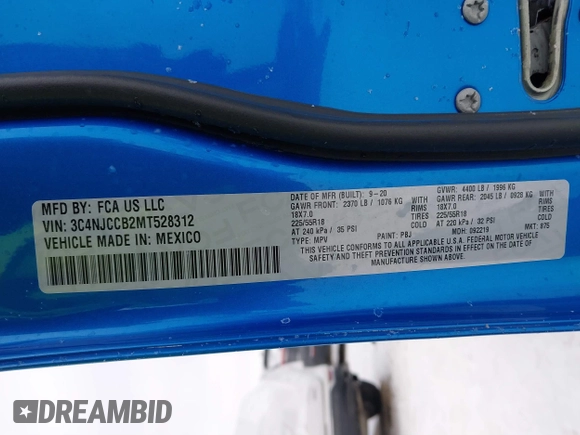 MFD BY: FCA US LLC
VIN: 3C4NJCCB2MT528312
VEHICLE MADE IN: MEXICO
DATE OF MFR (BUILT): 9-20 GVWR: 4400 LB / 1996 KG
GAWR FRONT: 2370 LB / 1076 KG WITH GAWR REAR: 2045 LB / 0928 KG WITH
18X7.0 RIMS 18X7.0 RIMS
225/55R18 TIRES 225/55R18 TIRES
AT 240 kPa / 35 PSI COLD AT 220 kPa / 32 PSI COLD
TYPE: MPV PAINT: PBJ MDH: 092219 MKT: 875
THIS VEHICLE CONFORMS TO ALL APPLICABLE U.S.A. FEDERAL MOTOR VEHICLE
SAFETY AND THEFT PREVENTION STANDARDS IN EFFECT ON THE DATE OF MFR SHOWN ABOVE.
DREAMBID